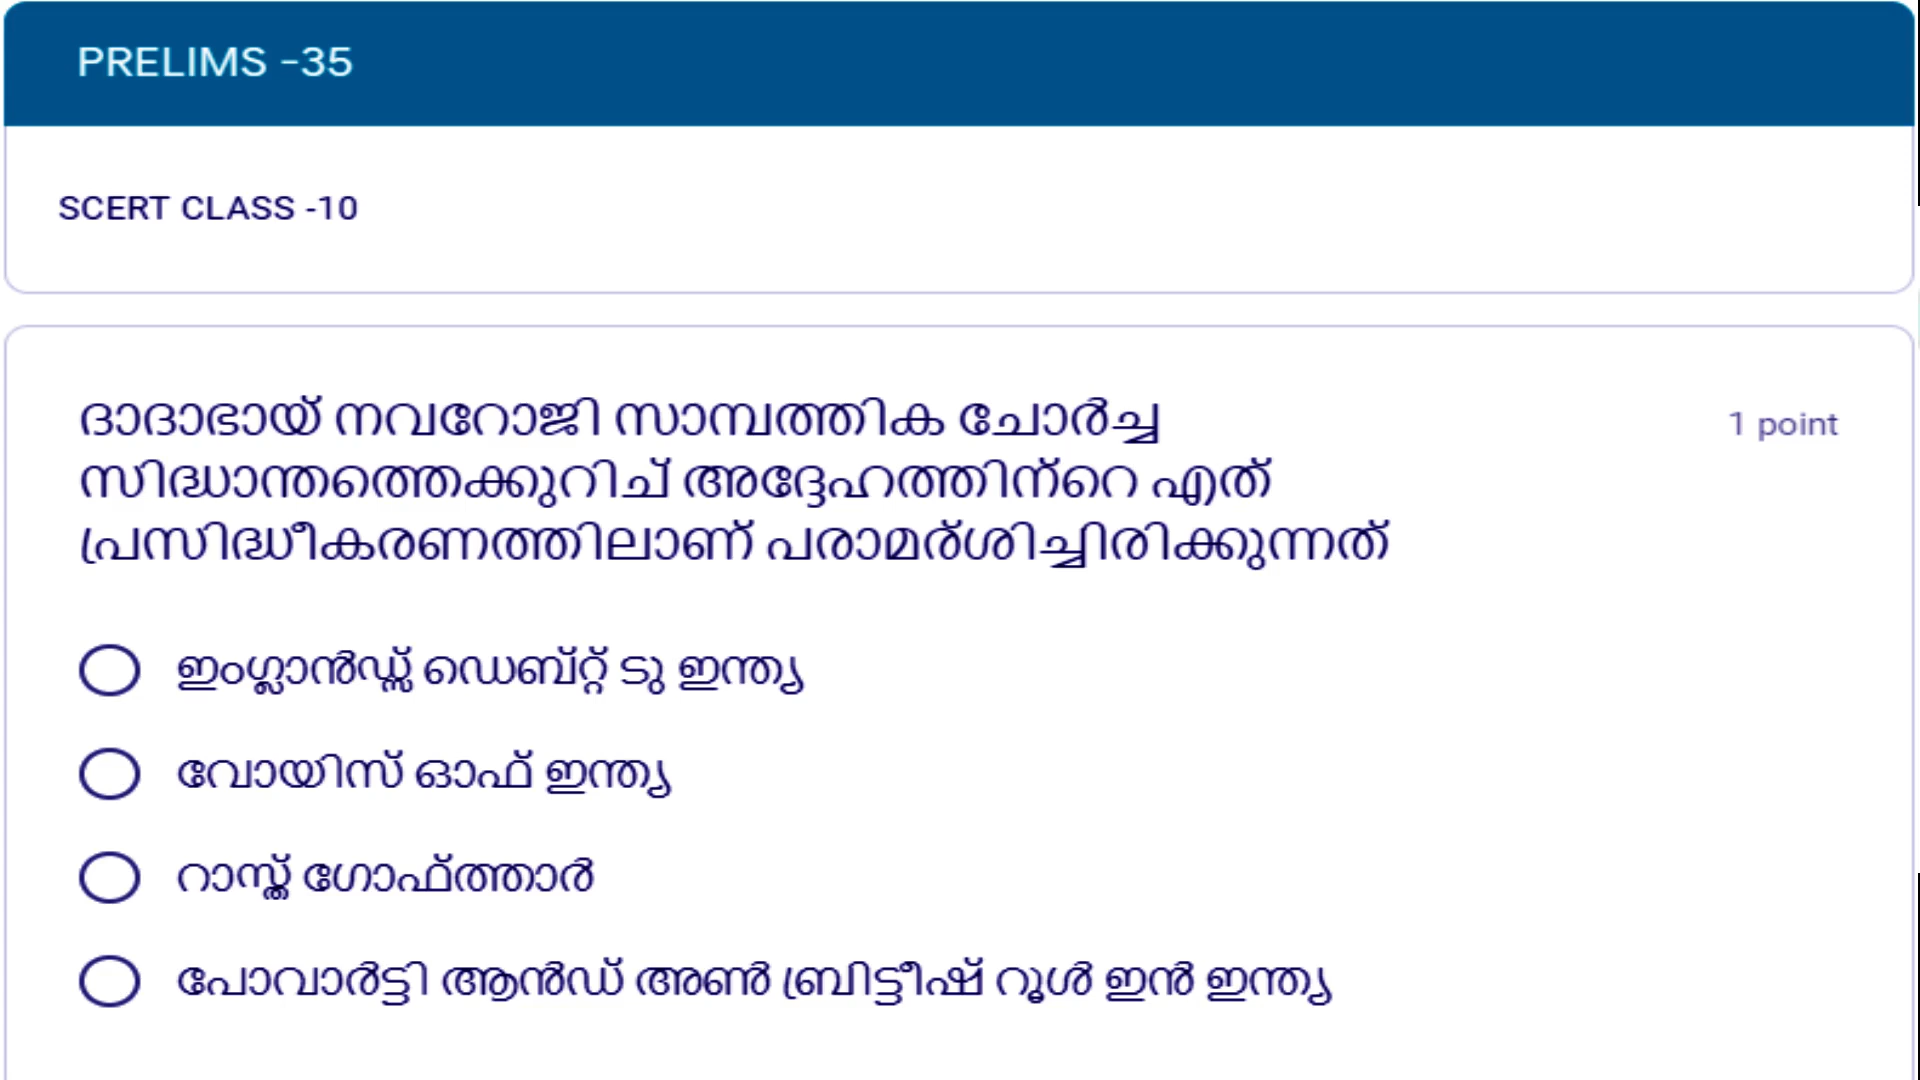 PRELIMS -35
SCERT CLASS -10
ദാദാഭായ് നവറോജി സാമ്പത്തിക ചോർച്ച
1 point
സിദ്ധാന്തത്തെക്കുറിച് അദ്ദേഹത്തിന്റെ എത്
പ്രസിദ്ധീകരണത്തിലാണ് പരാമര്ശിച്ചിരിക്കുന്നത്
ഇംഗ്ലാൻഡ്സ് ഡെബ്റ്റ് ടു ഇന്ത്യ
വോയിസ് ഓഫ് ഇന്ത്യ
റാസ്ത് ഗോഫ്ത്താർ
പോവാർട്ടി ആൻഡ് അൺ ബ്രിട്ടീഷ് റൂൾ ഇൻ ഇന്ത്യ